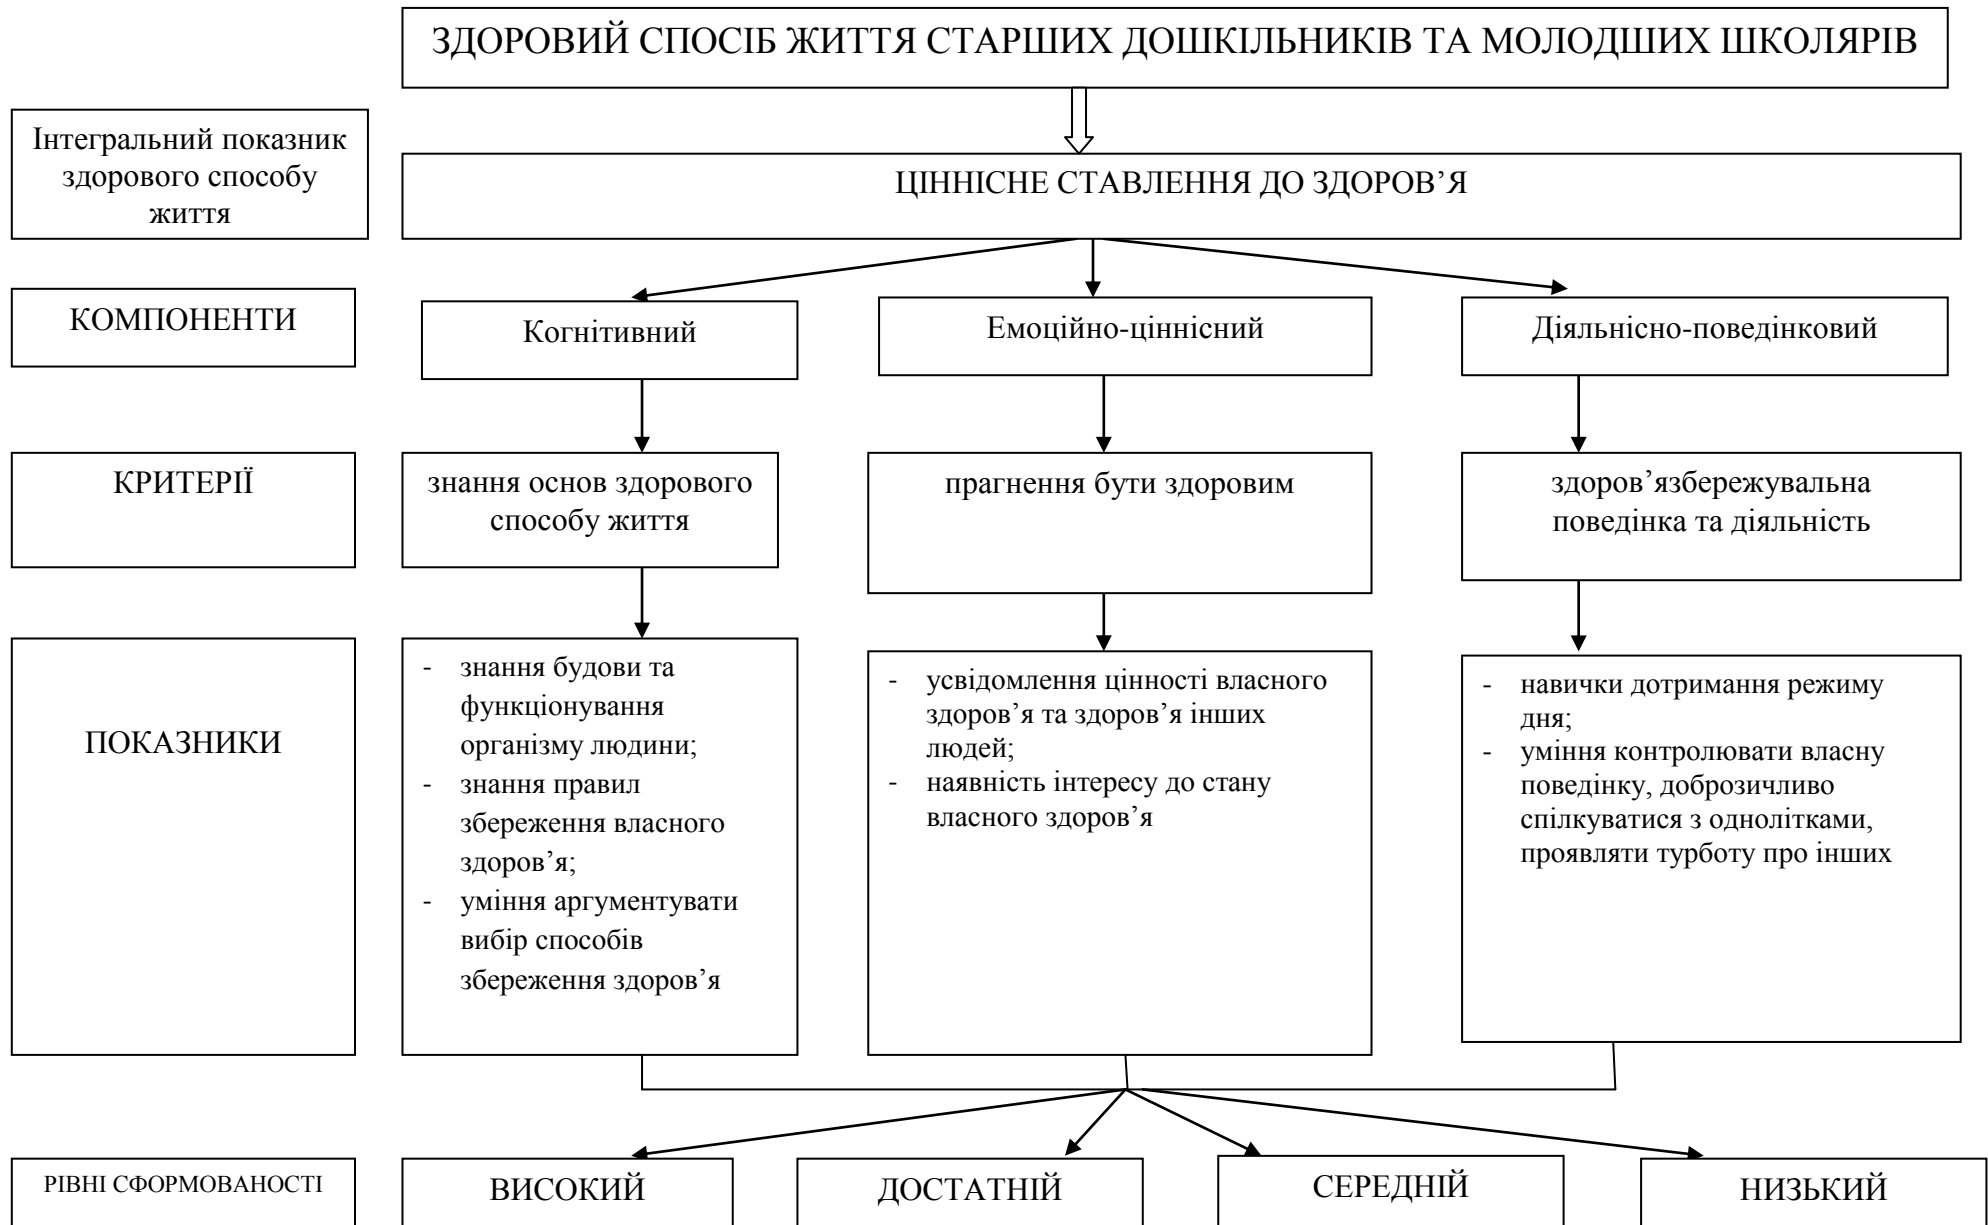 ЗДОРОВИЙ СПОСІБ ЖИТТЯ СТАРШИХ ДОШКІЛЬНИКІВ ТА МОЛОДШИХ ШКОЛЯРІВ
Інтегральний показник
здорового способу
життя
ЦІННІСНЕ СТАВЛЕННЯ ДО ЗДОРОВ’Я
КОМПОНЕНТИ
Когнітивний
Емоційно-ціннісний
Діяльнісно-поведінковий
КРИТЕРІЇ
знання основ здорового
способу життя
прагнення бути здоровим
здоров’язбережувальна
поведінка та діяльність
ПОКАЗНИКИ
- знання будови та
функціонування
організму людини;
- знання правил
збереження власного
здоров’я;
- уміння аргументувати
вибір способів
збереження здоров’я
- усвідомлення цінності власного
здоров’я та здоров’я інших
людей;
- наявність інтересу до стану
власного здоров’я
- навички дотримання режиму
дня;
- уміння контролювати власну
поведінку, доброзичливо
спілкуватися з однолітками,
проявляти турботу про інших
РІВНІ СФОРМОВАНОСТІ
ВИСОКИЙ
ДОСТАТНІЙ
СЕРЕДНІЙ
НИЗЬКИЙ